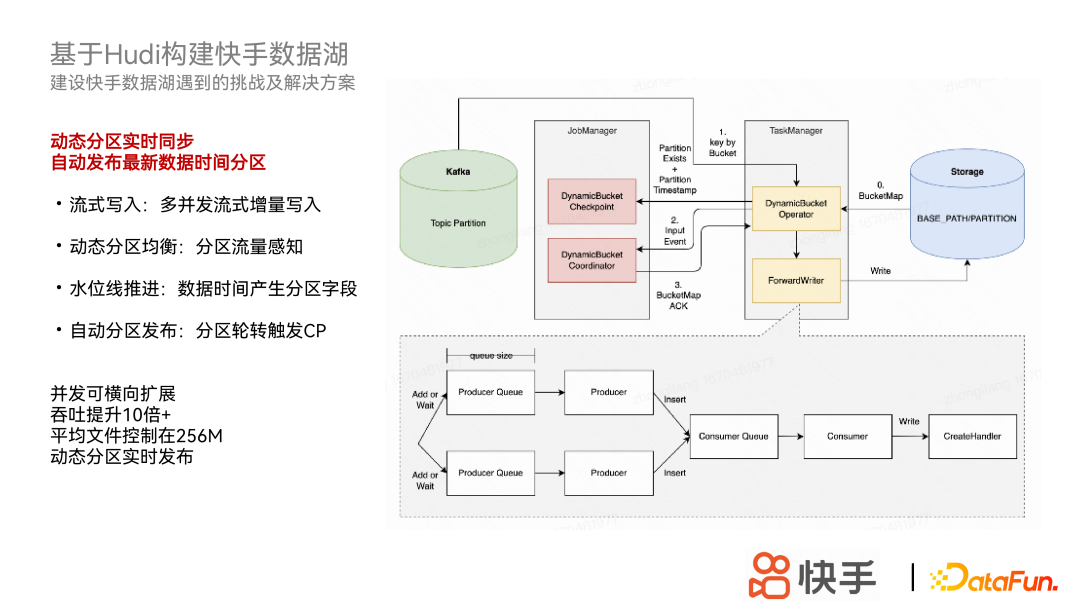 基于Hudi构建快手数据湖
建设快手数据湖遇到的挑战及解决方案
动态分区实时同步
自动发布最新数据时间分区
• 流式写入：多并发流式增量写入
• 动态分区均衡：分区流量感知
• 水位线推进：数据时间产生分区字段
• 自动分区发布：分区轮转触发CP
并发可横向扩展
吞吐提升10倍+
平均文件控制在256M
动态分区实时发布
Kafka
Topic Partition
JobManager
DynamicBucket
Checkpoint
DynamicBucket
Coordinator
Partition
Exists
+
Partition
Timestamp
1.
key by
Bucket
2.
Input
Event
3.
BucketMap
ACK
TaskManager
DynamicBucket
Operator
ForwardWriter
0.
BucketMap
Write
Storage
BASE_PATH/PARTITION
queue size
Add or
Wait
Producer Queue
Producer
Insert
Add or
Wait
Producer Queue
Producer
Insert
Consumer Queue
Consumer
Write
CreateHandler
快手
DataFun.